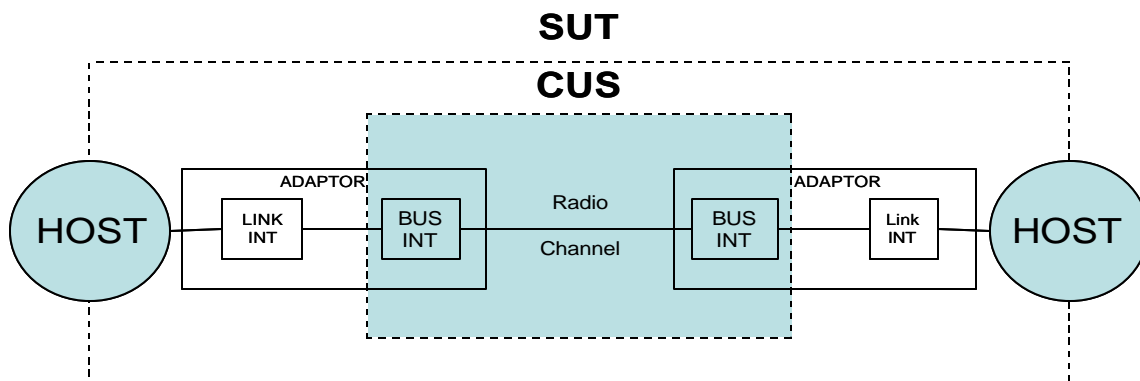 SUT
CUS
ADAPTOR
ADAPTOR
HOST
LINK
INT
BUS
INT
Radio
Channel
BUS
INT
Link
INT
HOST